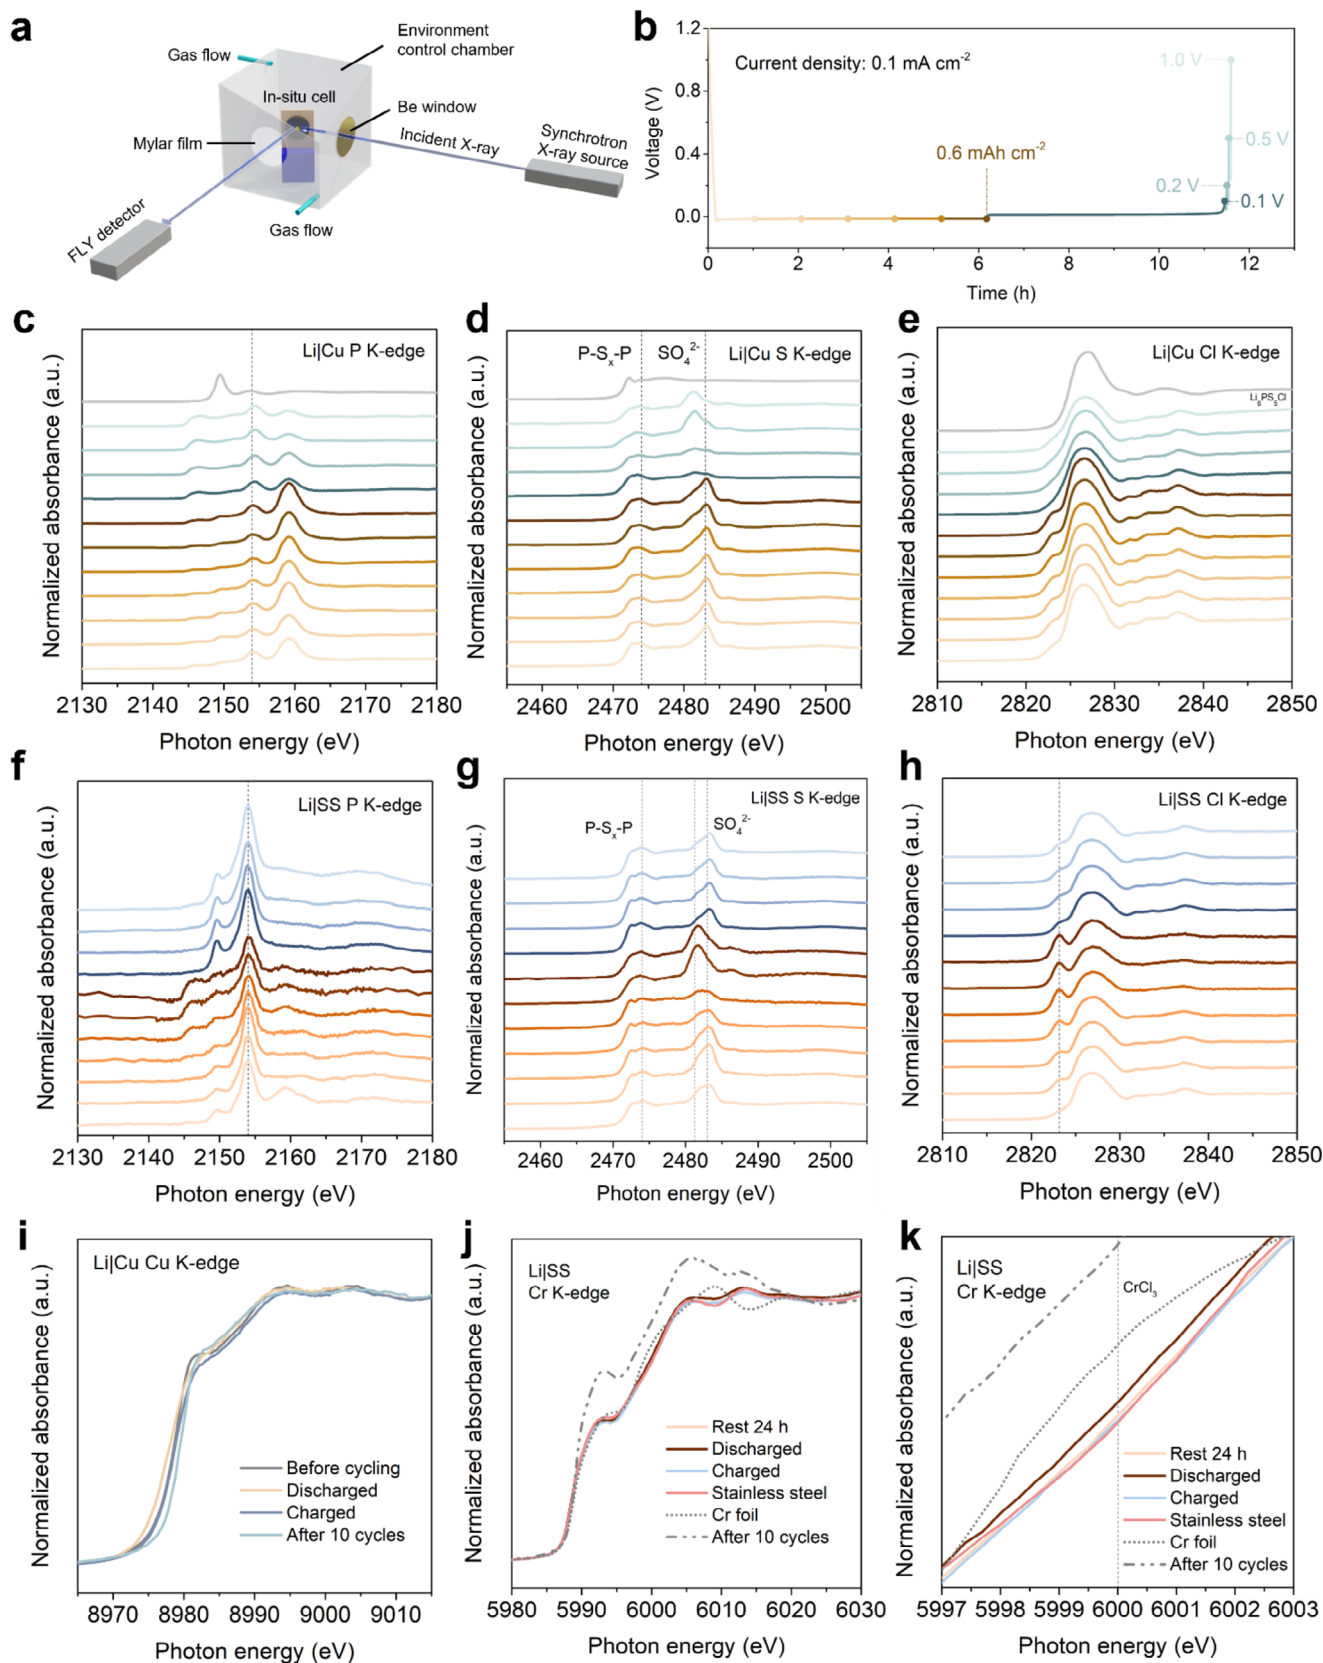 a
Environment
control chamber
Gas flow
In-situ cell
Be window
Mylar film
Incident X-ray
Synchrotron
X-ray source
FLY detector
Gas flow
b
Current density: 0.1 mA cm-2
0.6 mAh cm-2
1.0 V
0.5 V
0.2 V
0.1 V
Voltage (V)
1.2
0.8
0.4
0.0
0 2 4 6 8 10 12
Time (h)
c
Li|Cu P K-edge
Normalized absorbance (a.u.)
2130 2140 2150 2160 2170 2180
Photon energy (eV)
d
P-Sx-P
SO42-
Li|Cu S K-edge
Normalized absorbance (a.u.)
2460 2470 2480 2490 2500
Photon energy (eV)
e
Li|Cu Cl K-edge
Li6PS5Cl
Normalized absorbance (a.u.)
2810 2820 2830 2840 2850
Photon energy (eV)
f
Li|SS P K-edge
Normalized absorbance (a.u.)
2130 2140 2150 2160 2170 2180
Photon energy (eV)
g
Li|SS S K-edge
P-Sx-P
SO42-
Normalized absorbance (a.u.)
2460 2470 2480 2490 2500
Photon energy (eV)
h
Li|SS Cl K-edge
Normalized absorbance (a.u.)
2810 2820 2830 2840 2850
Photon energy (eV)
i
Li|Cu Cu K-edge
Before cycling
Discharged
Charged
After 10 cycles
Normalized absorbance (a.u.)
8970 8980 8990 9000 9010
Photon energy (eV)
j
Li|SS
Cr K-edge
Rest 24 h
Discharged
Charged
Stainless steel
Cr foil
After 10 cycles
Normalized absorbance (a.u.)
5980 5990 6000 6010 6020 6030
Photon energy (eV)
k
Li|SS
Cr K-edge
CrCl3
Rest 24 h
Discharged
Charged
Stainless steel
Cr foil
After 10 cycles
Normalized absorbance (a.u.)
5997 5998 5999 6000 6001 6002 6003
Photon energy (eV)